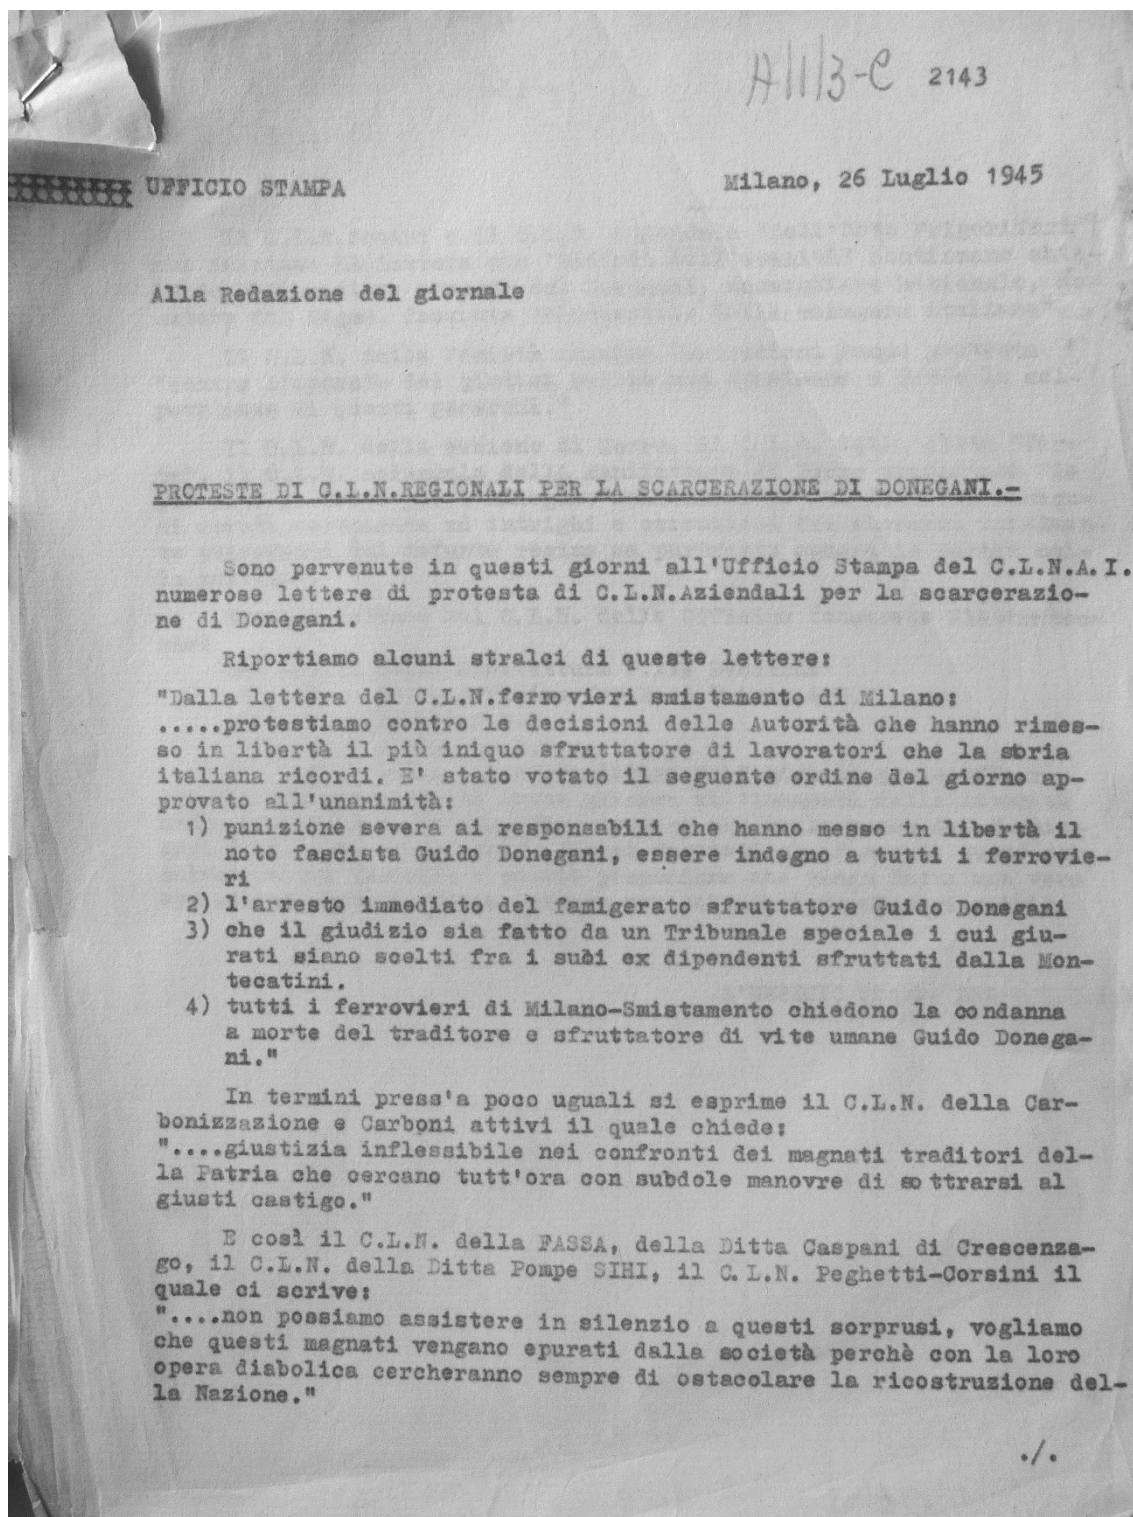 A/1/3-C 2143
UFFICIO STAMPA Milano, 26 Luglio 1945
Alla Redazione del giornale
PROTESTE DI C.L.N.REGIONALI PER LA SCARCERAZIONE DI DONEGANI.-
Sono pervenute in questi giorni all'Ufficio Stampa del C.L.N.A.I.
numerose lettere di protesta di C.L.N.Aziendali per la scarcerazio-
ne di Donegani.
Riportiamo alcuni stralci di queste lettere:
"Dalla lettera del C.L.N.ferrovieri smistamento di Milano:
.....protestiamo contro le decisioni delle Autorità che hanno rimes-
so in libertà il più iniquo sfruttatore di lavoratori che la storia
italiana ricordi. E' stato votato il seguente ordine del giorno ap-
provato all'unanimità:
1) punizione severa ai responsabili che hanno messo in libertà il
noto fascista Guido Donegani, essere indegno a tutti i ferrovie-
ri
2) l'arresto immediato del famigerato sfruttatore Guido Donegani
3) che il giudizio sia fatto da un Tribunale speciale i cui giu-
rati siano scelti fra i suoi ex dipendenti sfruttati dalla Mon-
tecatini.
4) tutti i ferrovieri di Milano-Smistamento chiedono la condanna
a morte del traditore e sfruttatore di vite umane Guido Donega-
ni."
In termini press'a poco uguali si esprime il C.L.N. della Car-
bonizzazione e Carboni attivi il quale chiede:
"....giustizia inflessibile nei confronti dei magnati traditori del-
la Patria che cercano tutt'ora con subdole manovre di sottrarsi al
giusti castigo."
E così il C.L.N. della FASSA, della Ditta Caspani di Crescenza-
go, il C.L.N. della Ditta Pompe SIHI, il C.L.N. Peghetti-Corsini il
quale ci scrive:
"....non possiamo assistere in silenzio a questi sorprusi, vogliamo
che questi magnati vengano epurati dalla società perchè con la loro
opera diabolica cercheranno sempre di ostacolare la ricostruzione del-
la Nazione."
./.